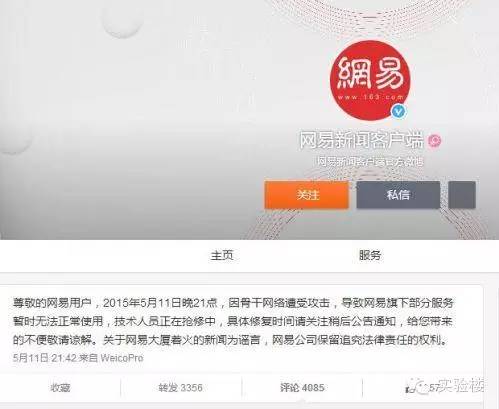 網易
www.163.com
网易新闻客户端
网易新闻客户端官方微博
关注
私信
主页
服务
尊敬的网易用户，2015年5月11日晚21点，因骨干网络遭受攻击，导致网易旗下部分服务
暂时无法正常使用，技术人员正在抢修中，具体修复时间请关注稍后公告通知，给您带来
的不便敬请谅解。关于网易大厦着火的新闻为谣言，网易公司保留追究法律责任的权利。
5月11日 21:42 来自 WeicoPro
收藏
转发 3356
评论 4085
实验楼